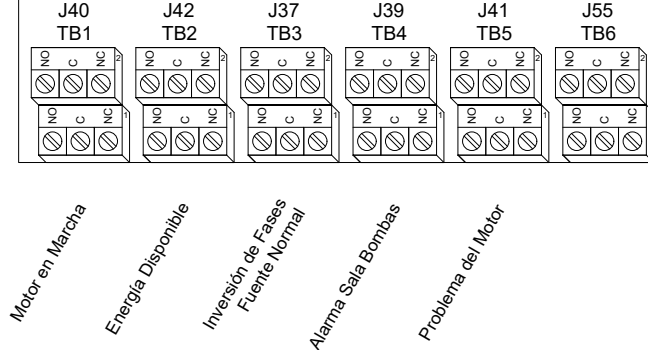 J40 J42 J37 J39 J41 J55
TB1 TB2 TB3 TB4 TB5 TB6
NO C NC 2 NO C NC 2 NO C NC 2 NO C NC 2 NO C NC 2 NO C NC 2
NO C NC 1 NO C NC 1 NO C NC 1 NO C NC 1 NO C NC 1 NO C NC
Motor en Marcha
Energía Disponible
Inversión de Fases
Fuente Normal
Alarma Sala Bombas
Problema del Motor